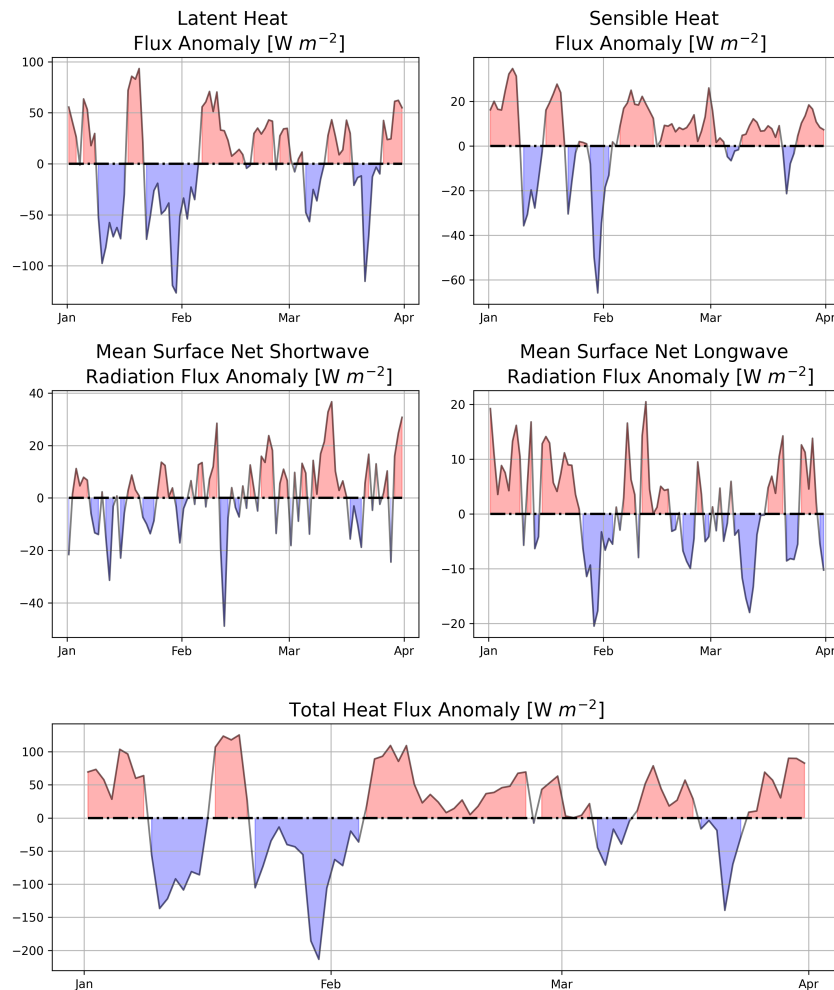 Latent Heat
Flux Anomaly [W m⁻²]
100
50
0
−50
−100
Jan Feb Mar Apr
Sensible Heat
Flux Anomaly [W m⁻²]
20
0
−20
−40
−60
Jan Feb Mar Apr
Mean Surface Net Shortwave
Radiation Flux Anomaly [W m⁻²]
40
20
0
−20
−40
Jan Feb Mar Apr
Mean Surface Net Longwave
Radiation Flux Anomaly [W m⁻²]
20
10
0
−10
−20
Jan Feb Mar Apr
Total Heat Flux Anomaly [W m⁻²]
100
50
0
−50
−100
−150
−200
Jan Feb Mar Apr